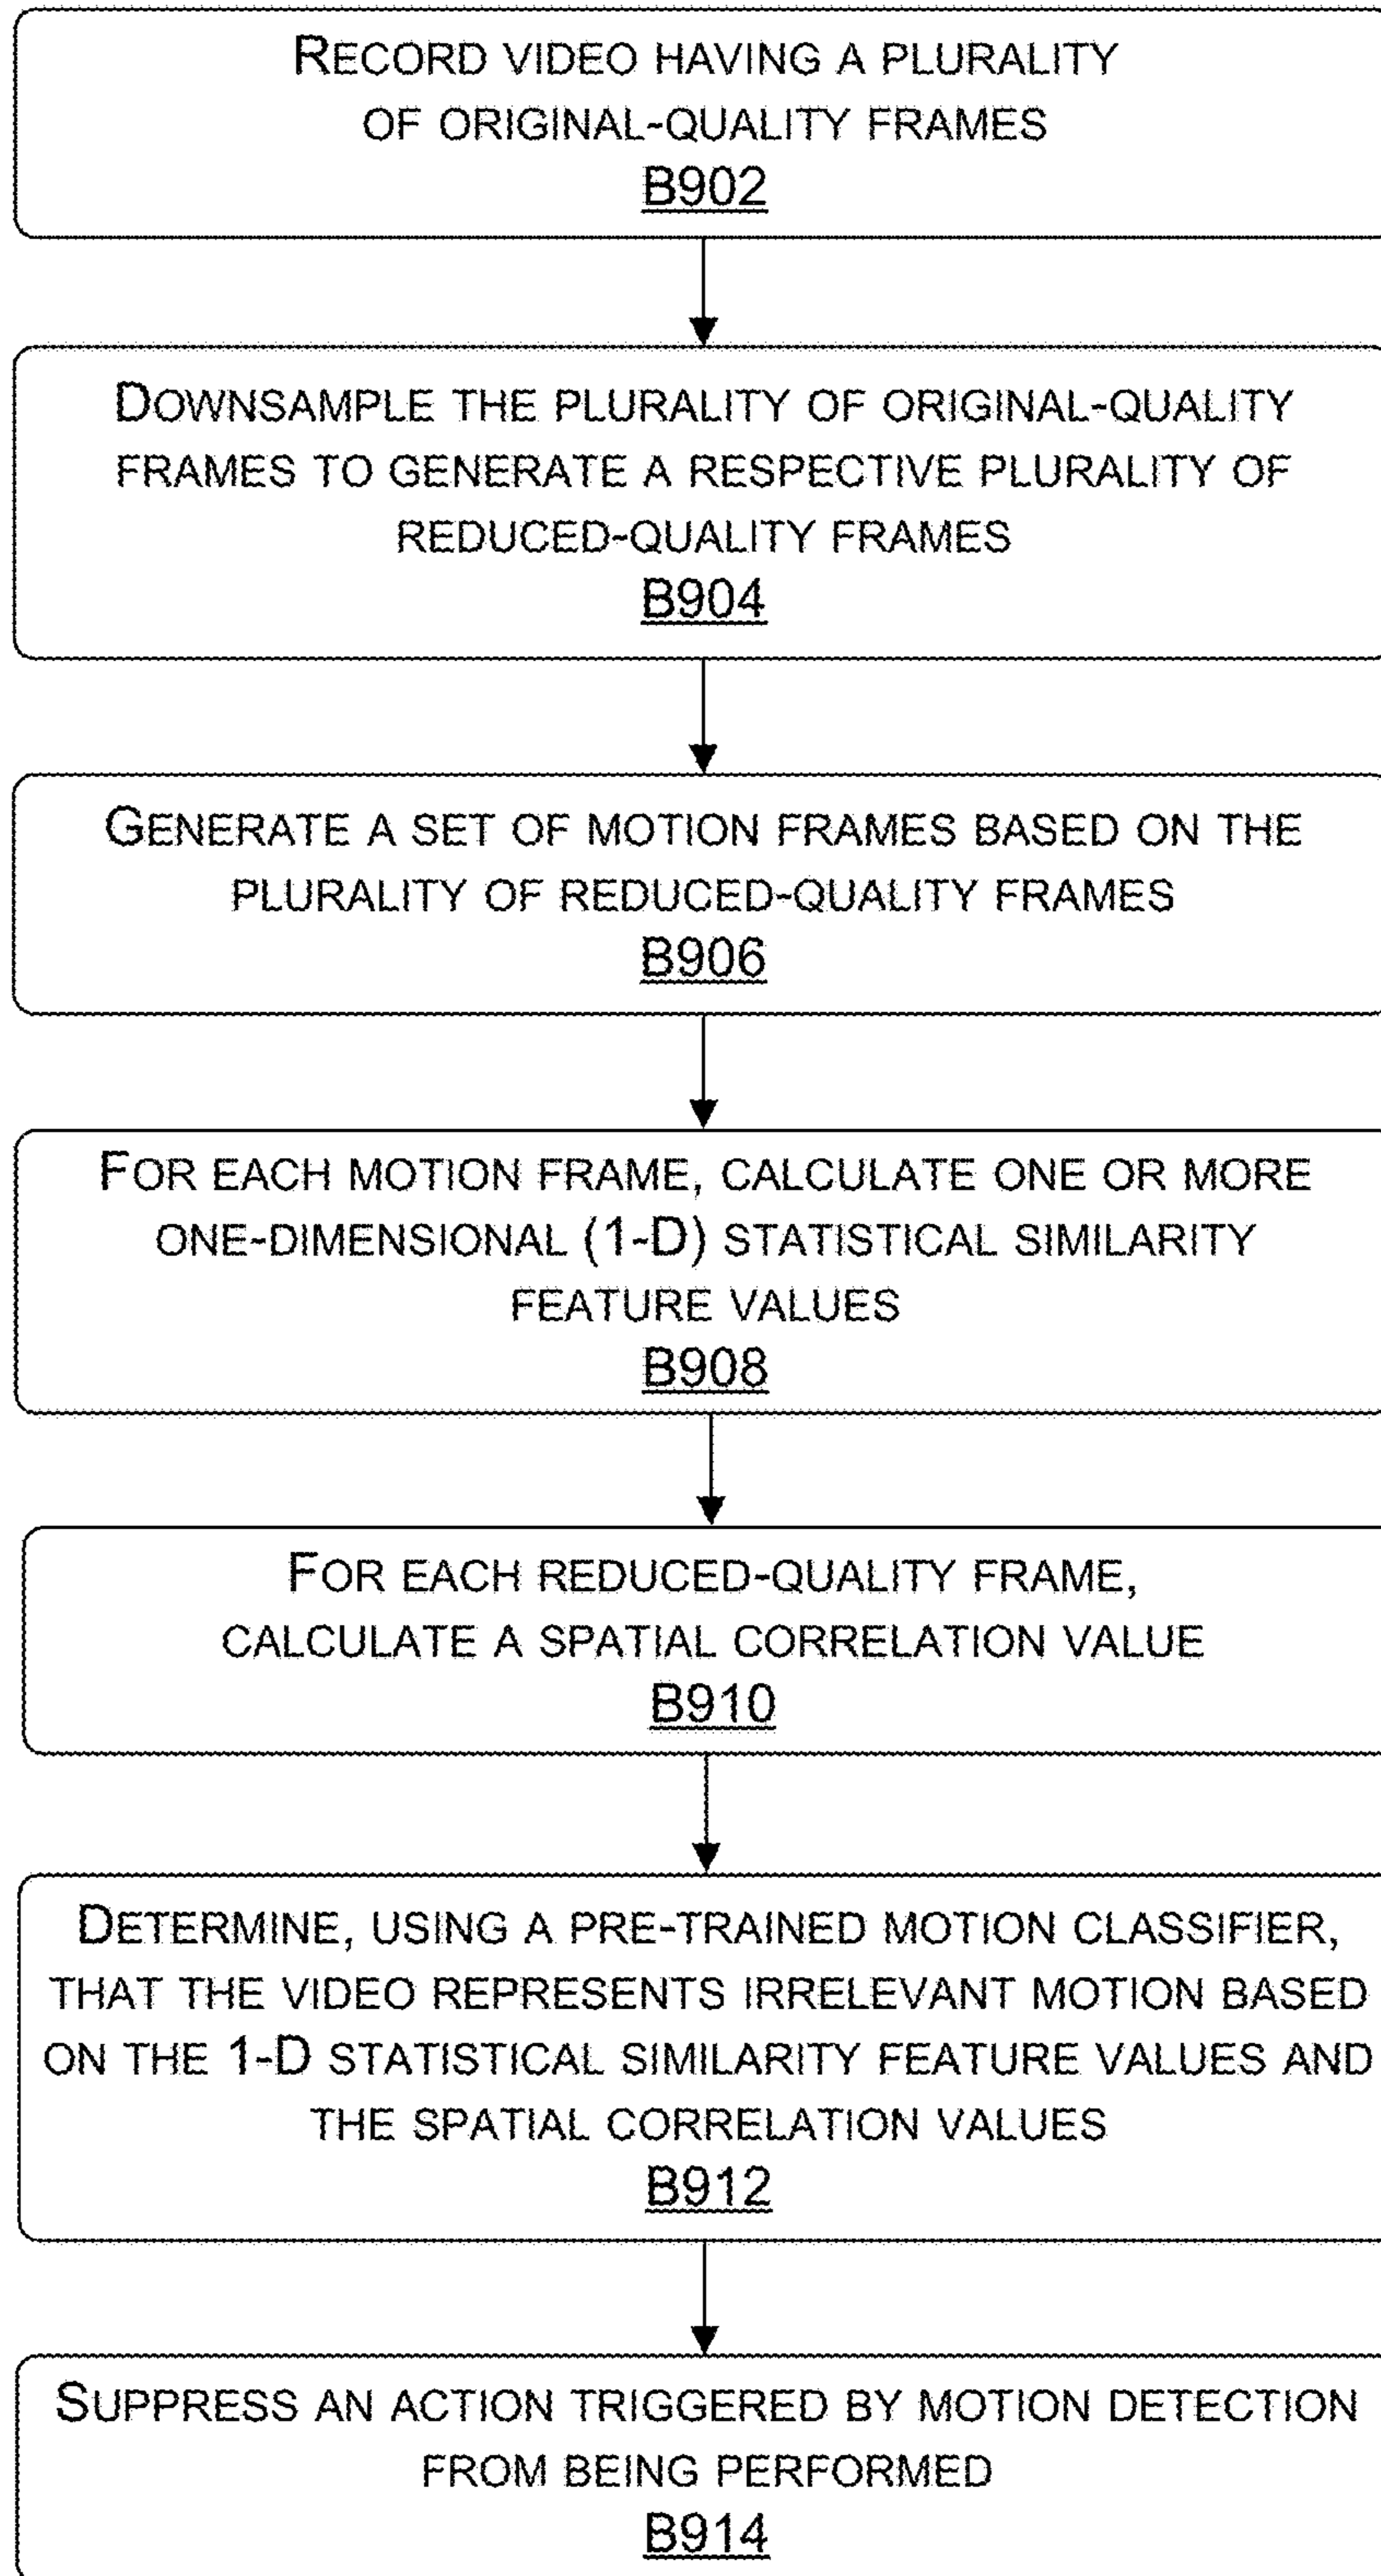 RECORD VIDEO HAVING A PLURALITY
OF ORIGINAL-QUALITY FRAMES
B902
DOWNSAMPLE THE PLURALITY OF ORIGINAL-QUALITY
FRAMES TO GENERATE A RESPECTIVE PLURALITY OF
REDUCED-QUALITY FRAMES
B904
GENERATE A SET OF MOTION FRAMES BASED ON THE
PLURALITY OF REDUCED-QUALITY FRAMES
B906
FOR EACH MOTION FRAME, CALCULATE ONE OR MORE
ONE-DIMENSIONAL (1-D) STATISTICAL SIMILARITY
FEATURE VALUES
B908
FOR EACH REDUCED-QUALITY FRAME,
CALCULATE A SPATIAL CORRELATION VALUE
B910
DETERMINE, USING A PRE-TRAINED MOTION CLASSIFIER,
THAT THE VIDEO REPRESENTS IRRELEVANT MOTION BASED
ON THE 1-D STATISTICAL SIMILARITY FEATURE VALUES AND
THE SPATIAL CORRELATION VALUES
B912
SUPPRESS AN ACTION TRIGGERED BY MOTION DETECTION
FROM BEING PERFORMED
B914